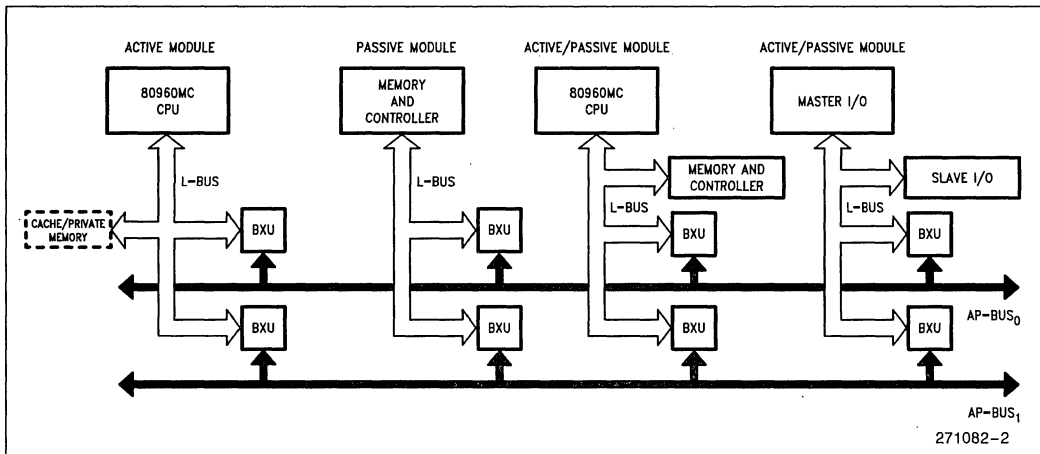 ACTIVE MODULE
PASSIVE MODULE
ACTIVE/PASSIVE MODULE
ACTIVE/PASSIVE MODULE
80960MC
CPU
MEMORY
AND
CONTROLLER
80960MC
CPU
MASTER I/O
L-BUS
L-BUS
MEMORY AND
CONTROLLER
SLAVE I/O
L-BUS
L-BUS
CACHE/PRIVATE
MEMORY
BXU
BXU
BXU
BXU
AP-BUS₀
BXU
BXU
BXU
BXU
AP-BUS₁
271082-2